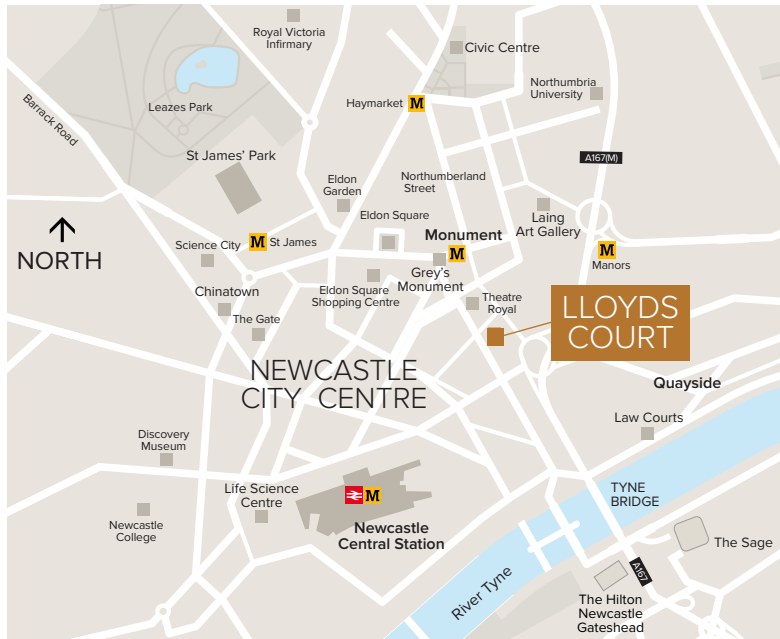 Royal Victoria
Infirmary
Civic Centre
Northumbria
University
Leazes Park
Barrack Road
Haymarket
M
A167(M)
St James' Park
Eldon
Garden
Northumberland
Street
Eldon Square
Laing
Art Gallery
NORTH
Science City
M
St James
Monument
M
M
Manors
Grey's
Monument
Chinatown
Eldon Square
Shopping Centre
Theatre
Royal
LLOYDS
COURT
The Gate
NEWCASTLE
CITY CENTRE
Quayside
Law Courts
Discovery
Museum
Life Science
Centre
M
TYNE
BRIDGE
Newcastle
College
Newcastle
Central Station
The Sage
River Tyne
A167
The Hilton
Newcastle
Gateshead